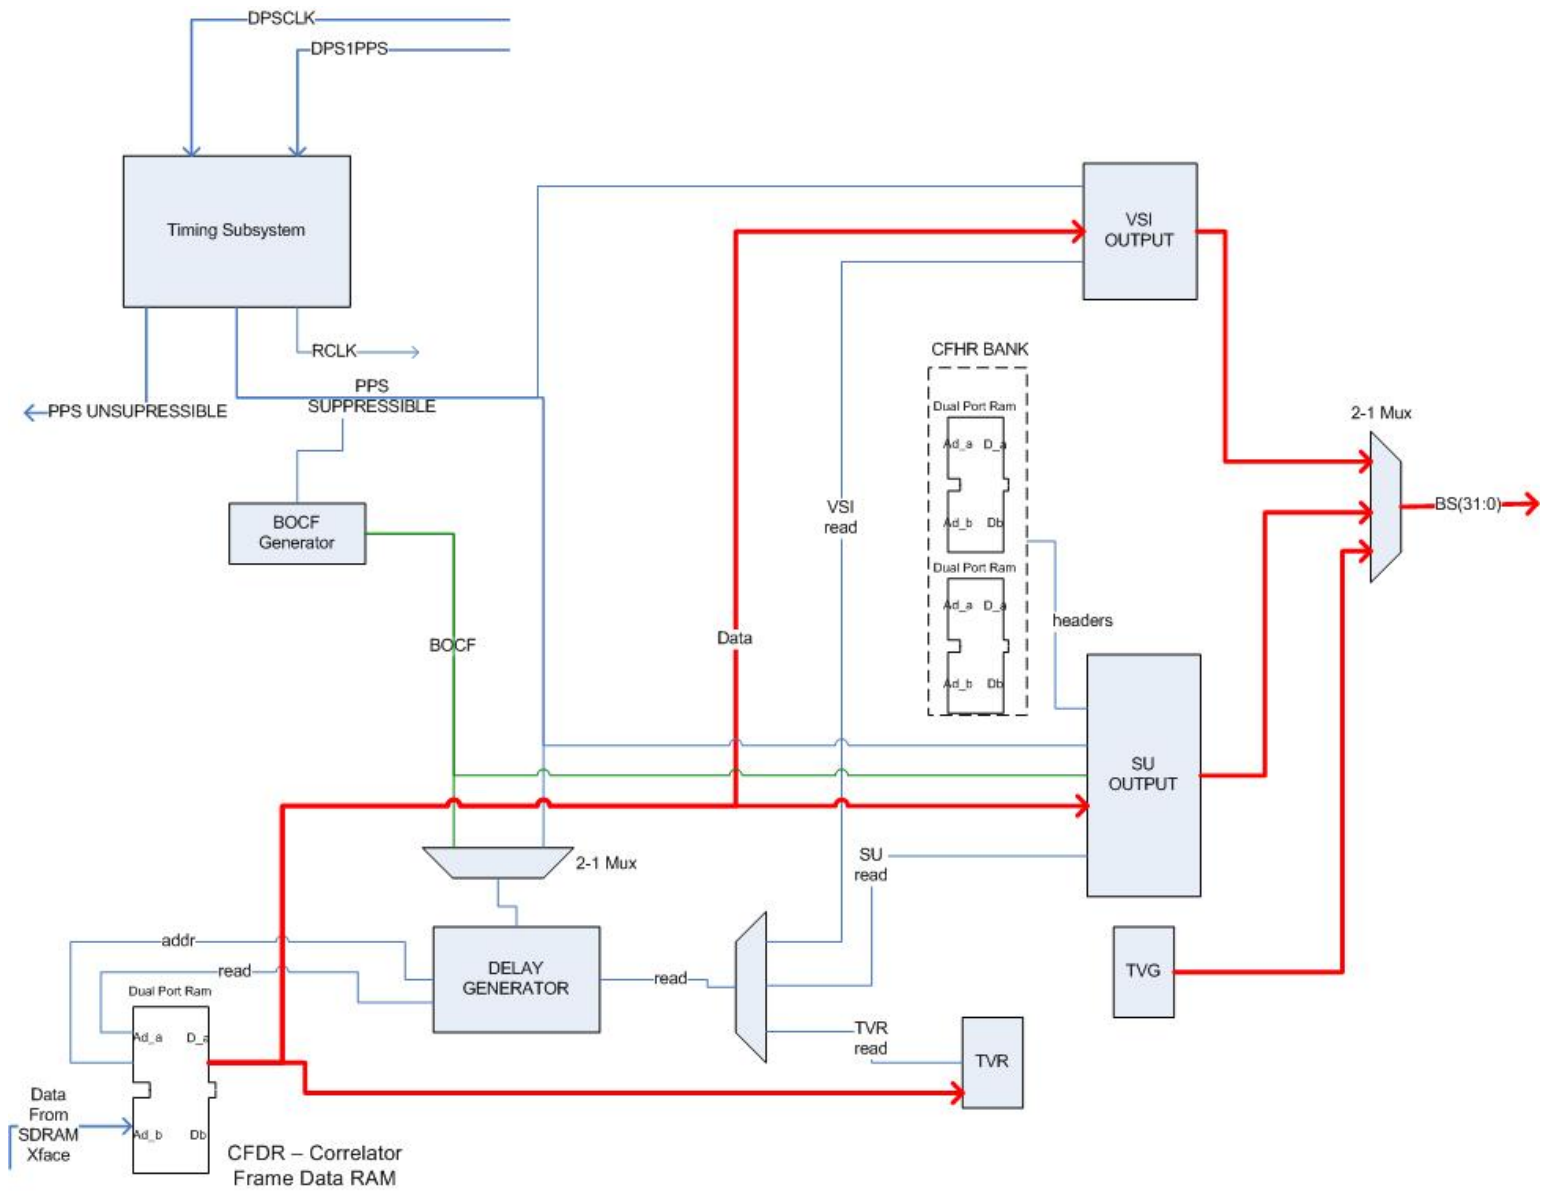 DPSCLK
DPS1PPS
Timing Subsystem
VSI
OUTPUT
RCLK
CFHR BANK
PPS
SUPPRESSIBLE
PPS UNSUPRESSIBLE
Dual Port Ram
Ad_a D_a
Ad_b Db
2-1 Mux
BS(31:0)
VSI
read
BOCF
Generator
Dual Port Ram
Ad_a D_a
Ad_b Db
headers
Data
BOCF
SU
OUTPUT
2-1 Mux
SU
read
addr
read
DELAY
GENERATOR
read
TVG
Dual Port Ram
Ad_a D_a
Ad_b Db
TVR
read
TVR
Data
From
SDRAM
Xface
CFDR – Correlator
Frame Data RAM